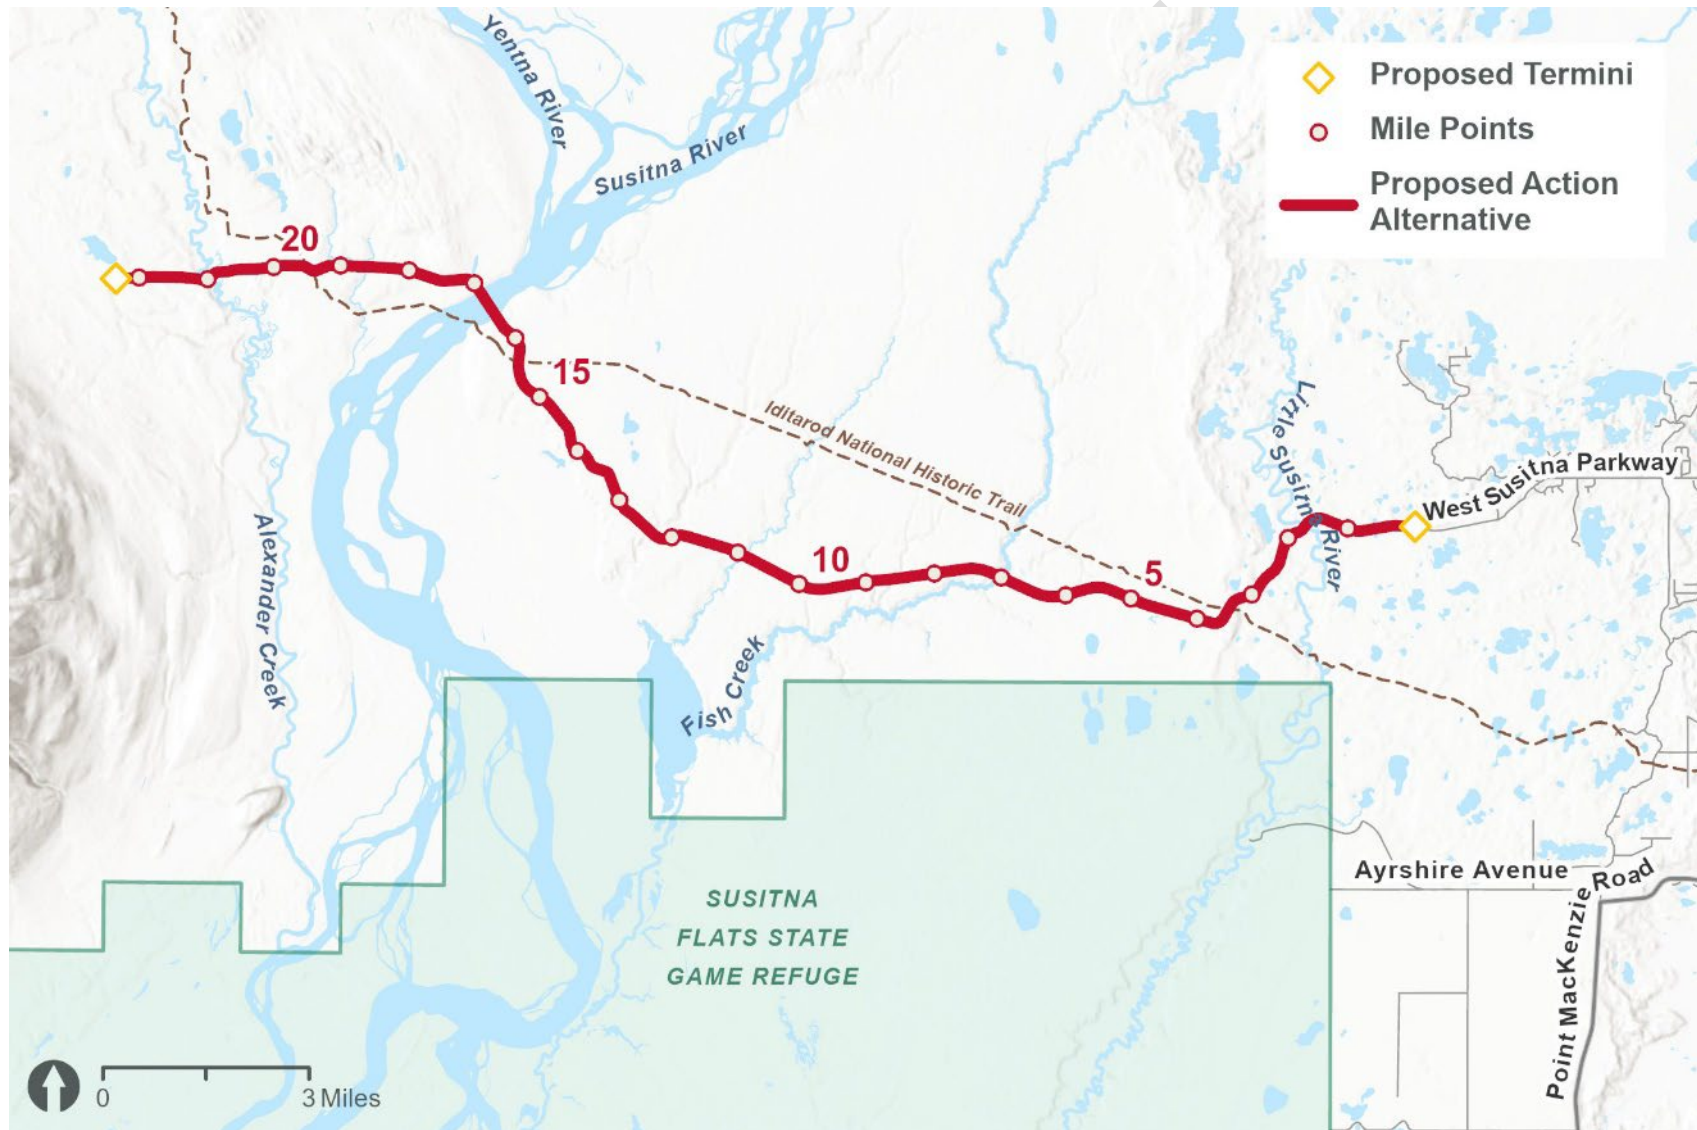 Yentna River
Susitna River
Proposed Termini
Mile Points
Proposed Action
Alternative
20
15
Iditarod National Historic Trail
Little Susitna River
West Susitna Parkway
10
5
Alexander Creek
Fish Creek
Ayrshire Avenue
Point MacKenzie Road
SUSITNA
FLATS STATE
GAME REFUGE
0
3 Miles